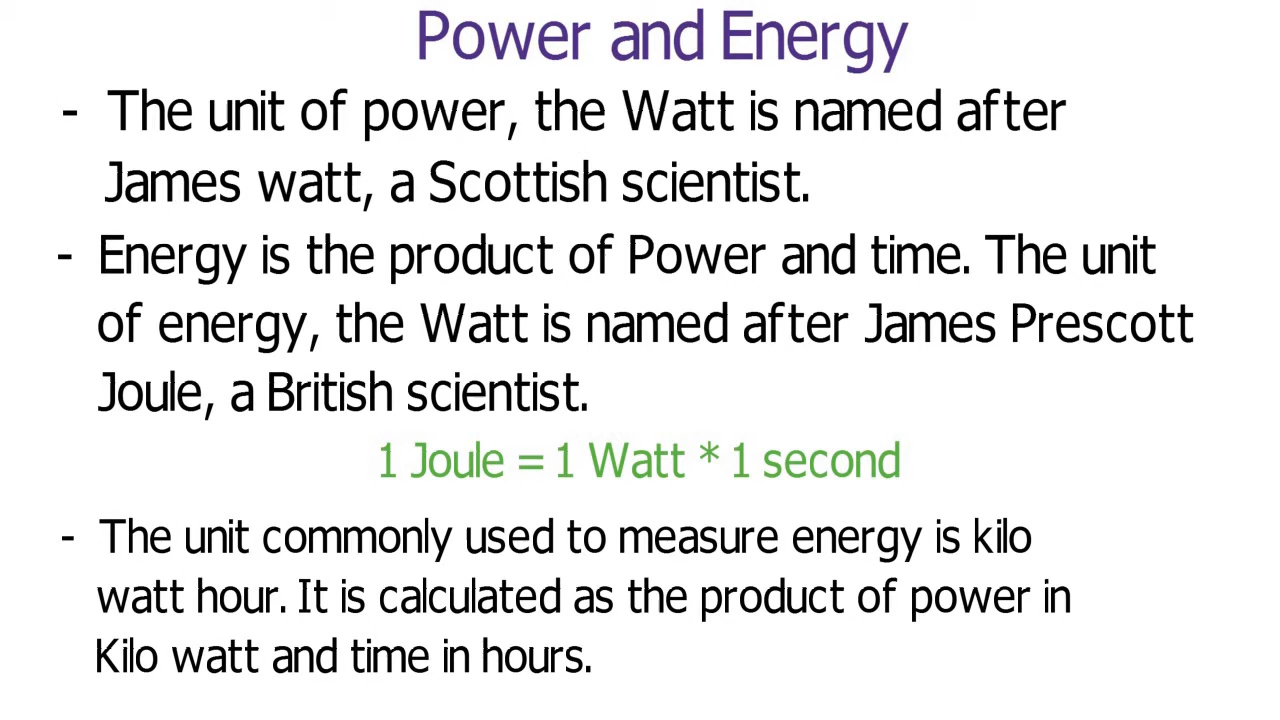 Power and Energy
- The unit of power, the Watt is named after
James watt, a Scottish scientist.
- Energy is the product of Power and time. The unit
of energy, the Watt is named after James Prescott
Joule, a British scientist.
1 Joule = 1 Watt * 1 second
- The unit commonly used to measure energy is kilo
watt hour. It is calculated as the product of power in
Kilo watt and time in hours.